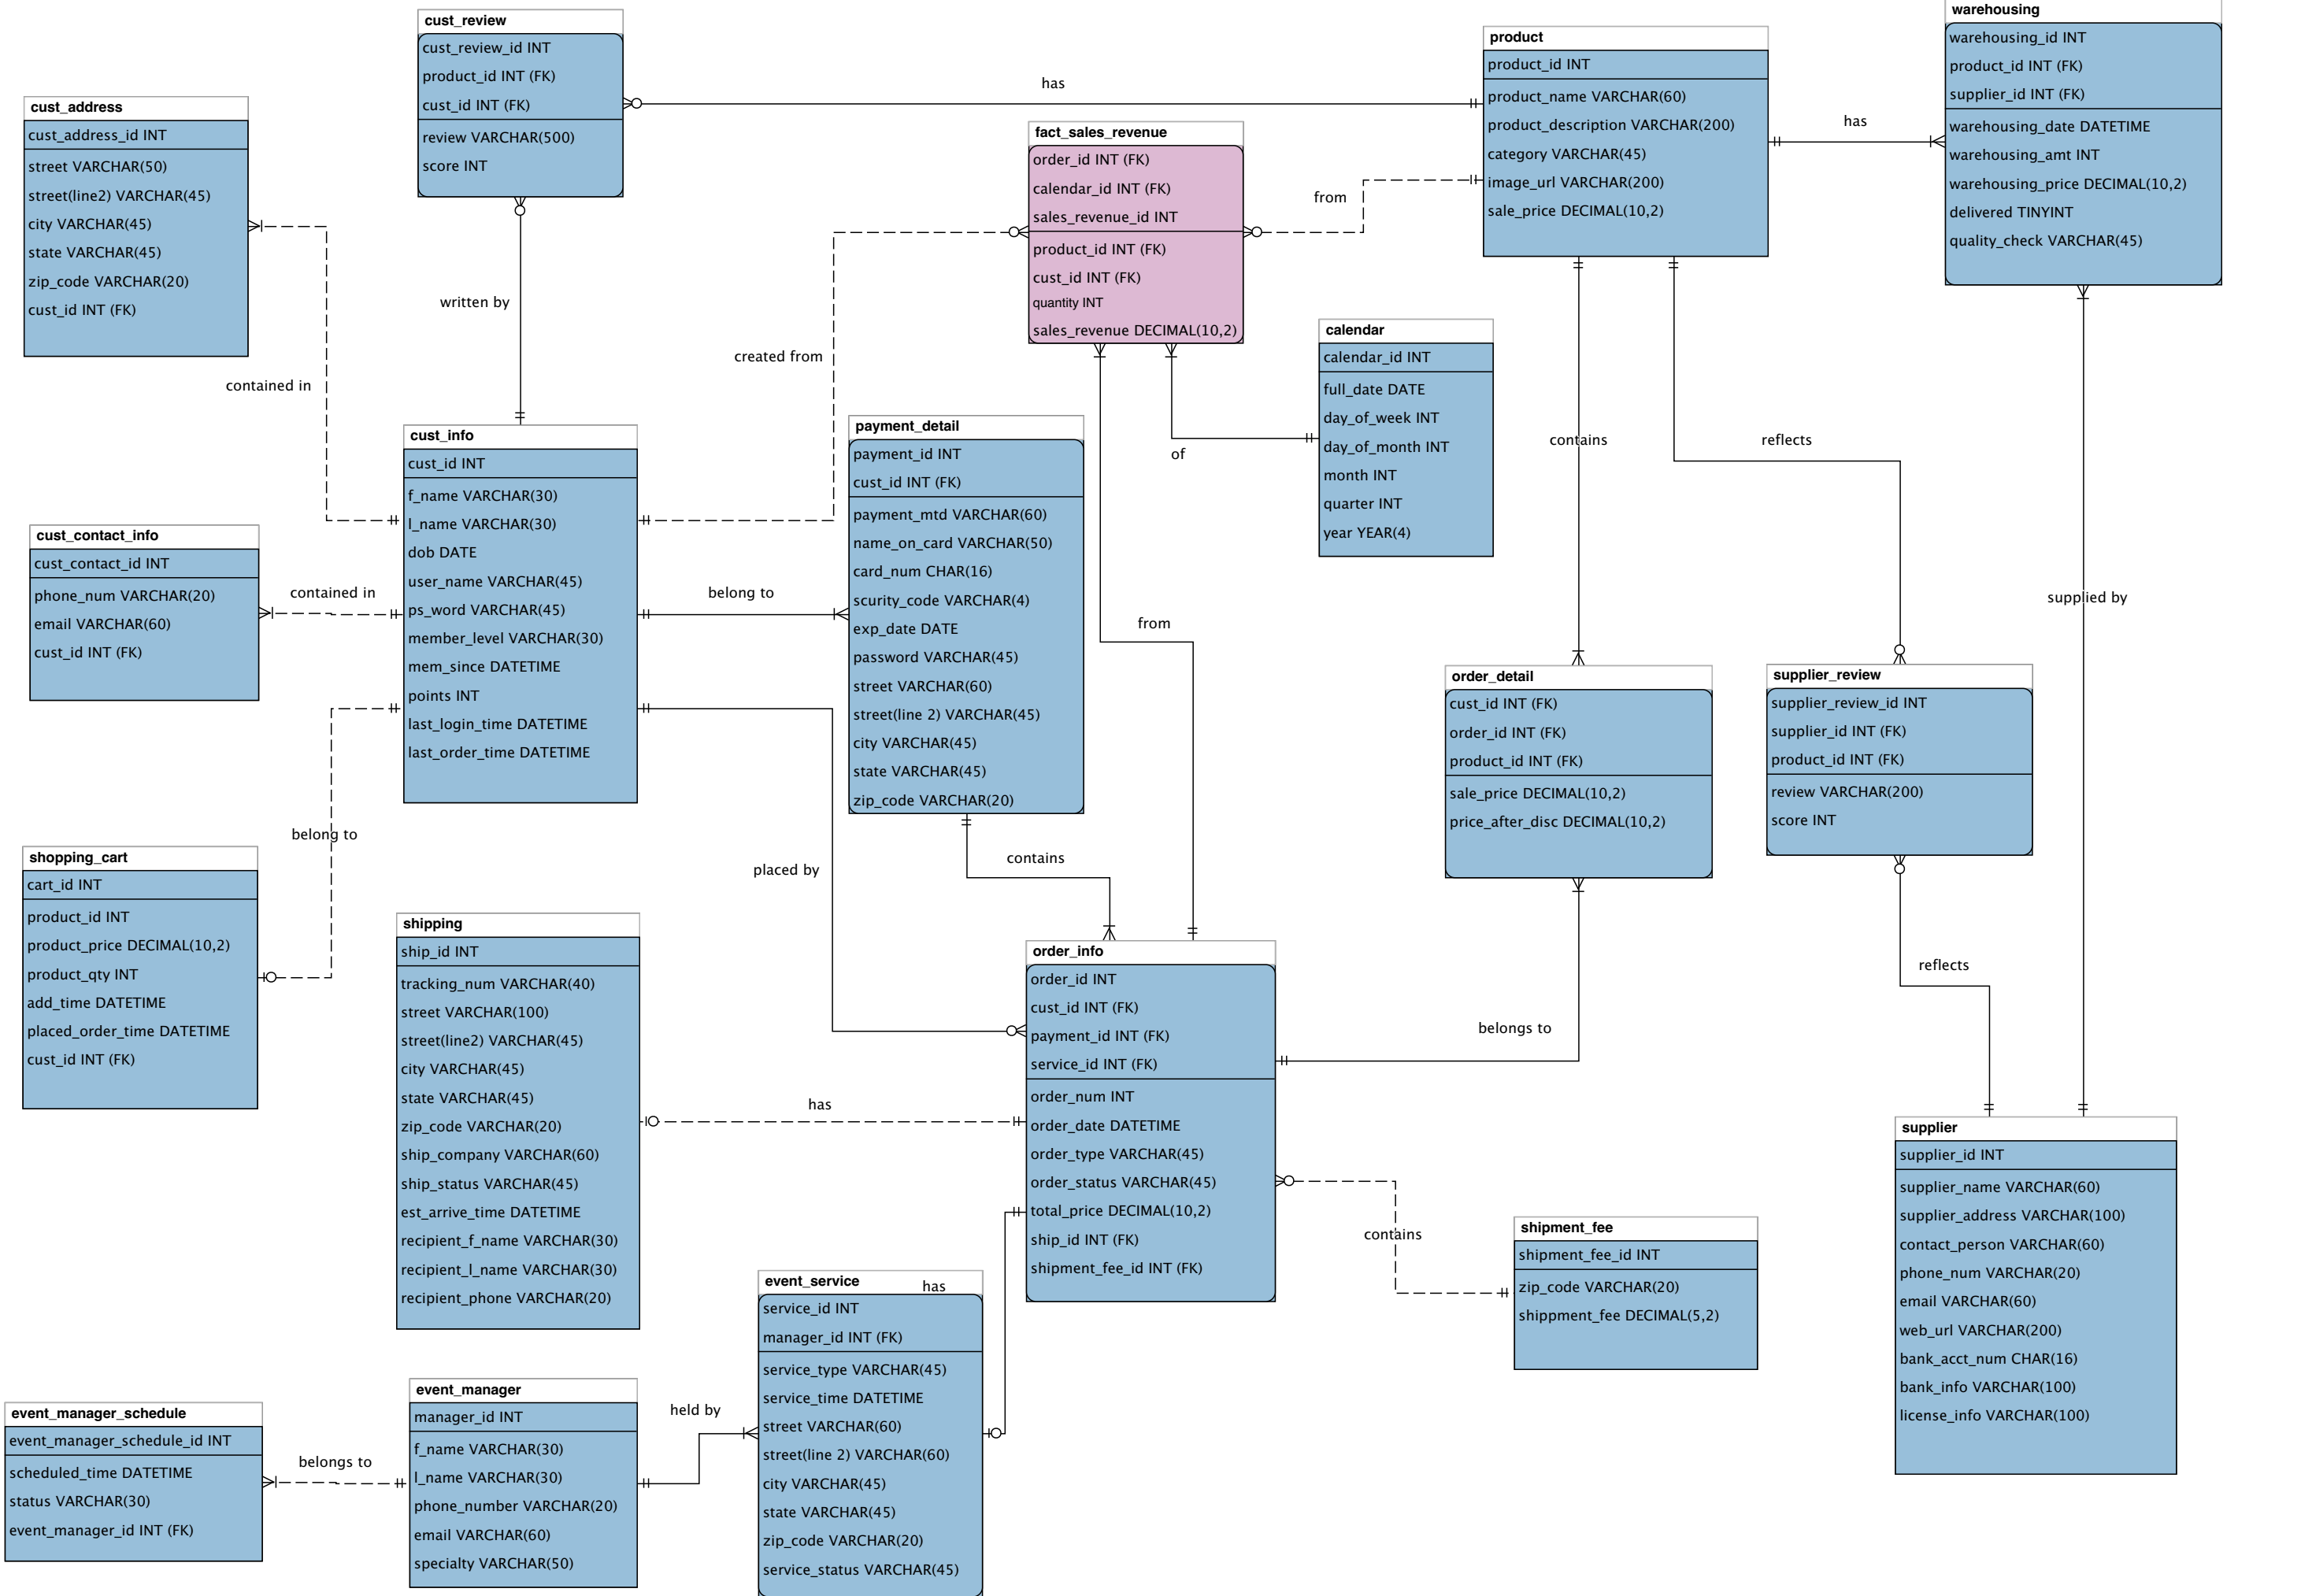 cust_review
cust_review_id INT
product_id INT (FK)
cust_id INT (FK)
review VARCHAR(500)
score INT
product
product_id INT
product_name VARCHAR(60)
product_description VARCHAR(200)
category VARCHAR(45)
image_url VARCHAR(200)
sale_price DECIMAL(10,2)
warehousing
warehousing_id INT
product_id INT (FK)
supplier_id INT (FK)
warehousing_date DATETIME
warehousing_amt INT
warehousing_price DECIMAL(10,2)
delivered TINYINT
quality_check VARCHAR(45)
has
has
cust_address
cust_address_id INT
street VARCHAR(50)
street(line2) VARCHAR(45)
city VARCHAR(45)
state VARCHAR(45)
zip_code VARCHAR(20)
cust_id INT (FK)
fact_sales_revenue
order_id INT (FK)
calendar_id INT (FK)
sales_revenue_id INT
product_id INT (FK)
cust_id INT (FK)
quantity INT
sales_revenue DECIMAL(10,2)
from
written by
created from
contained in
calendar
calendar_id INT
full_date DATE
day_of_week INT
day_of_month INT
month INT
quarter INT
year YEAR(4)
of
contains
reflects
supplied by
cust_info
cust_id INT
f_name VARCHAR(30)
l_name VARCHAR(30)
dob DATE
user_name VARCHAR(45)
ps_word VARCHAR(45)
member_level VARCHAR(30)
mem_since DATETIME
points INT
last_login_time DATETIME
last_order_time DATETIME
payment_detail
payment_id INT
cust_id INT (FK)
payment_mtd VARCHAR(60)
name_on_card VARCHAR(50)
card_num CHAR(16)
scurity_code VARCHAR(4)
exp_date DATE
password VARCHAR(45)
street VARCHAR(60)
street(line 2) VARCHAR(45)
city VARCHAR(45)
state VARCHAR(45)
zip_code VARCHAR(20)
cust_contact_info
cust_contact_id INT
phone_num VARCHAR(20)
email VARCHAR(60)
cust_id INT (FK)
contained in
belong to
from
order_detail
cust_id INT (FK)
order_id INT (FK)
product_id INT (FK)
sale_price DECIMAL(10,2)
price_after_disc DECIMAL(10,2)
supplier_review
supplier_review_id INT
supplier_id INT (FK)
product_id INT (FK)
review VARCHAR(200)
score INT
belong to
placed by
contains
shopping_cart
cart_id INT
product_id INT
product_price DECIMAL(10,2)
product_qty INT
add_time DATETIME
placed_order_time DATETIME
cust_id INT (FK)
shipping
ship_id INT
tracking_num VARCHAR(40)
street VARCHAR(100)
street(line2) VARCHAR(45)
city VARCHAR(45)
state VARCHAR(45)
zip_code VARCHAR(20)
ship_company VARCHAR(60)
ship_status VARCHAR(45)
est_arrive_time DATETIME
recipient_f_name VARCHAR(30)
recipient_l_name VARCHAR(30)
recipient_phone VARCHAR(20)
has
order_info
order_id INT
cust_id INT (FK)
payment_id INT (FK)
service_id INT (FK)
order_num INT
order_date DATETIME
order_type VARCHAR(45)
order_status VARCHAR(45)
total_price DECIMAL(10,2)
ship_id INT (FK)
shipment_fee_id INT (FK)
belongs to
reflects
contains
shipment_fee
shipment_fee_id INT
zip_code VARCHAR(20)
shippment_fee DECIMAL(5,2)
supplier
supplier_id INT
supplier_name VARCHAR(60)
supplier_address VARCHAR(100)
contact_person VARCHAR(60)
phone_num VARCHAR(20)
email VARCHAR(60)
web_url VARCHAR(200)
bank_acct_num CHAR(16)
bank_info VARCHAR(100)
license_info VARCHAR(100)
event_service
has
service_id INT
manager_id INT (FK)
service_type VARCHAR(45)
service_time DATETIME
street VARCHAR(60)
street(line 2) VARCHAR(60)
city VARCHAR(45)
state VARCHAR(45)
zip_code VARCHAR(20)
service_status VARCHAR(45)
held by
event_manager
manager_id INT
f_name VARCHAR(30)
l_name VARCHAR(30)
phone_number VARCHAR(20)
email VARCHAR(60)
specialty VARCHAR(50)
belongs to
event_manager_schedule
event_manager_schedule_id INT
scheduled_time DATETIME
status VARCHAR(30)
event_manager_id INT (FK)